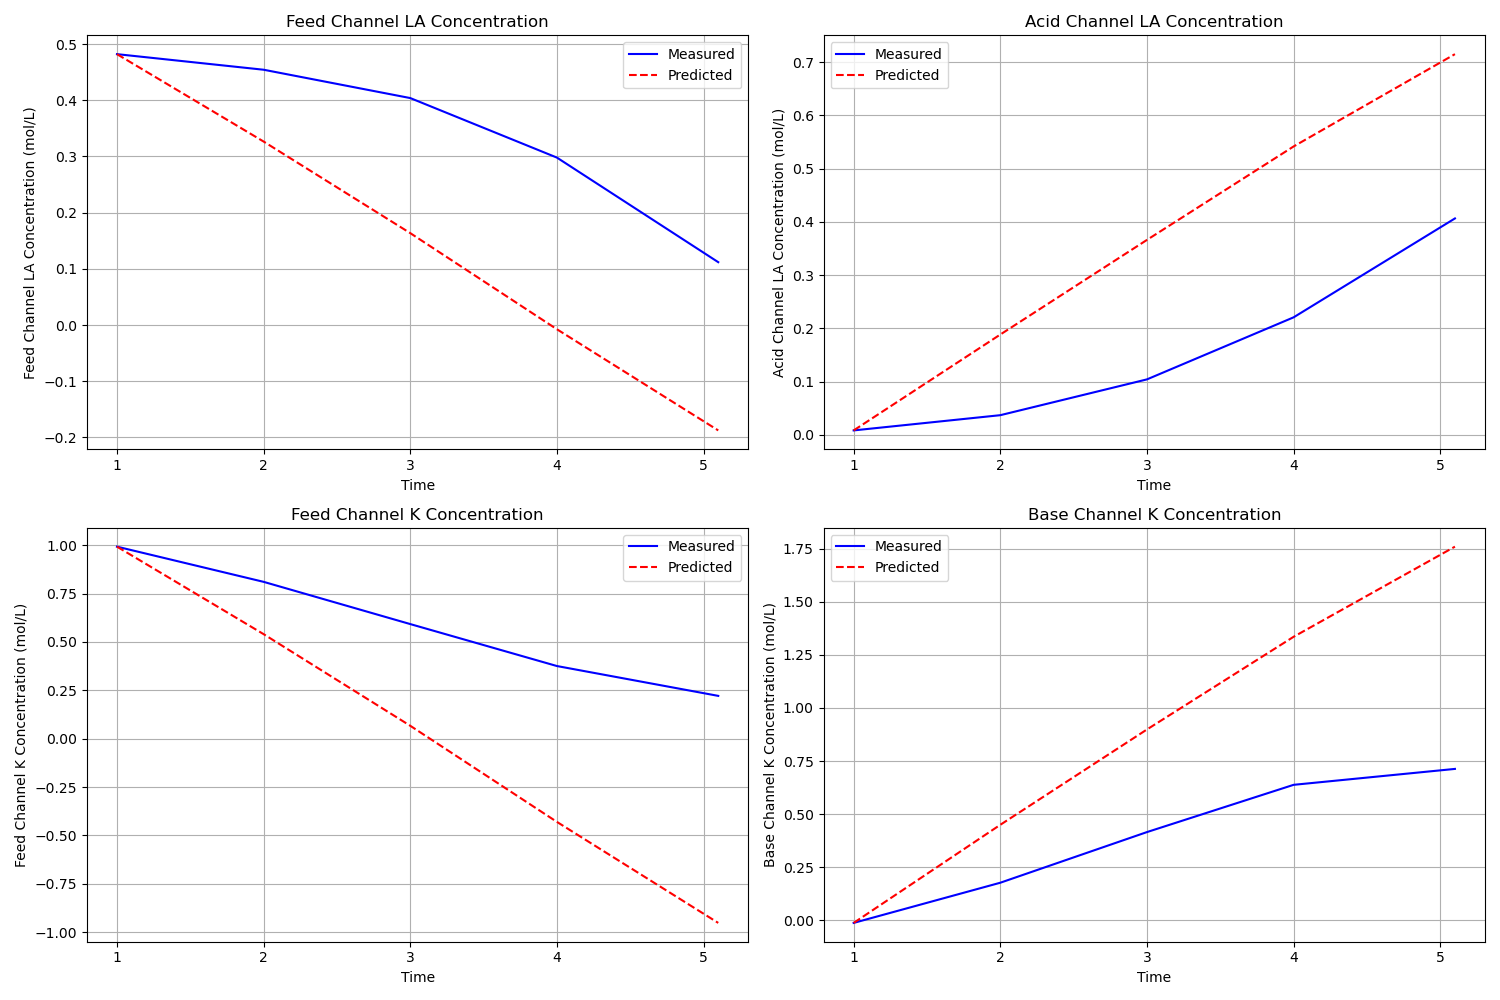 Feed Channel LA Concentration
Feed Channel LA Concentration (mol/L)
0.5
0.4
0.3
0.2
0.1
0.0
−0.1
−0.2
Measured
Predicted
1 2 3 4 5
Time
Acid Channel LA Concentration
Acid Channel LA Concentration (mol/L)
0.7
0.6
0.5
0.4
0.3
0.2
0.1
0.0
Measured
Predicted
1 2 3 4 5
Time
Feed Channel K Concentration
Feed Channel K Concentration (mol/L)
1.00
0.75
0.50
0.25
0.00
−0.25
−0.50
−0.75
−1.00
Measured
Predicted
1 2 3 4 5
Time
Base Channel K Concentration
Base Channel K Concentration (mol/L)
1.75
1.50
1.25
1.00
0.75
0.50
0.25
0.00
Measured
Predicted
1 2 3 4 5
Time